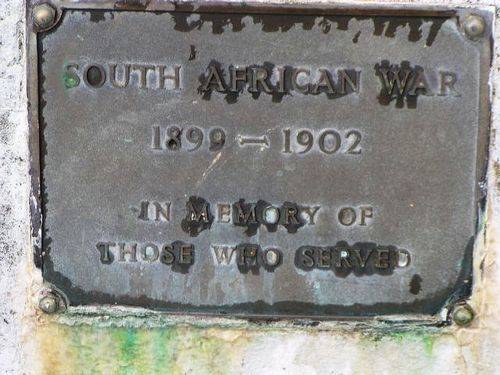 SOUTH AFRICAN WAR
1899 — 1902
IN MEMORY OF
THOSE WHO SERVED